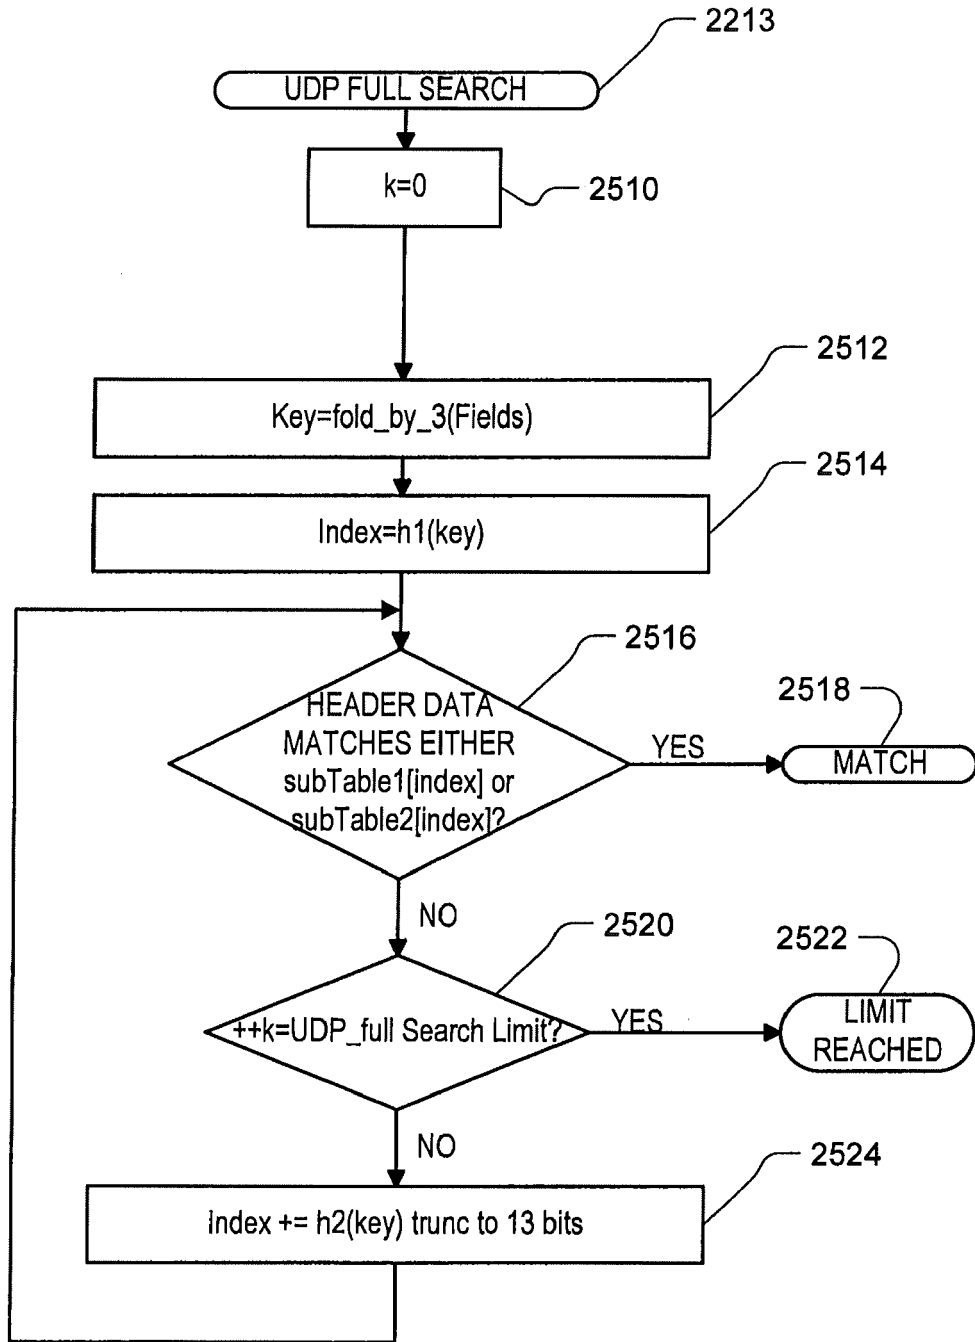 2213
UDP FULL SEARCH
k=0
2510
2512
Key=fold_by_3(Fields)
2514
Index=h1(key)
2516
HEADER DATA
MATCHES EITHER
subTable1[index] or
subTable2[index]?
YES
2518
MATCH
NO
2520
++k=UDP_full Search Limit?
YES
2522
LIMIT
REACHED
NO
2524
Index += h2(key) trunc to 13 bits